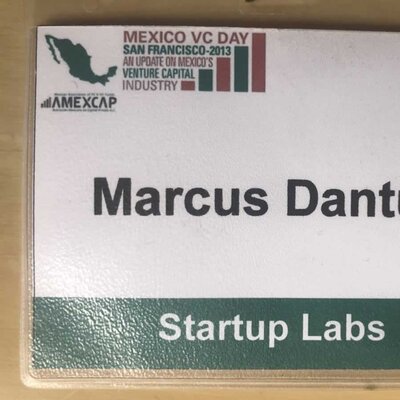 MEXICO VC DAY
SAN FRANCISCO-2013
AN UPDATE ON MEXICO'S
VENTURE CAPITAL
INDUSTRY
AMEXCAP
Marcus Dantu
Startup Labs